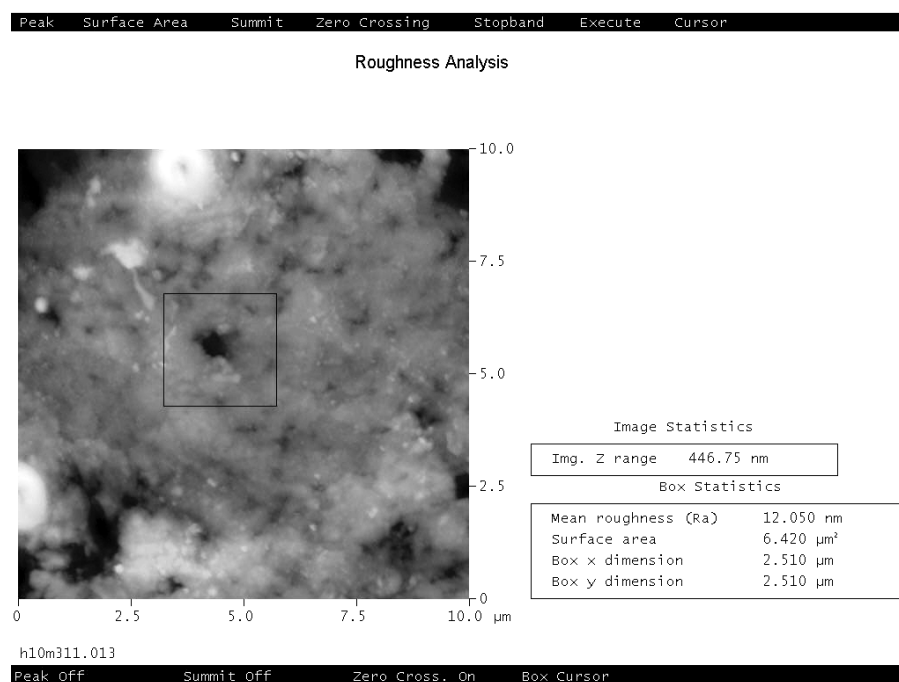 Peak Surface Area Summit Zero Crossing Stopband Execute Cursor
Roughness Analysis
10.0
7.5
5.0
2.5
0
0 2.5 5.0 7.5 10.0 µm
Image Statistics
Img. Z range 446.75 nm
Box Statistics
Mean roughness (Ra) 12.050 nm
Surface area 6.420 µm²
Box x dimension 2.510 µm
Box y dimension 2.510 µm
h10m311.013
Peak Off Summit Off Zero Cross. On Box Cursor